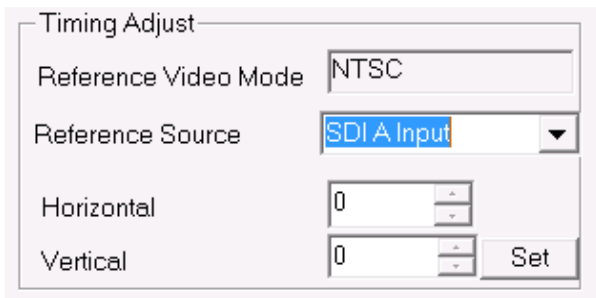 Timing Adjust
Reference Video Mode NTSC
Reference Source SDI A Input
Horizontal 0
Vertical 0 Set